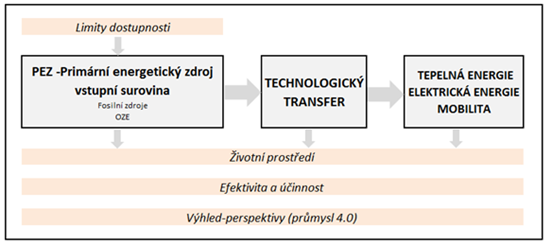 Limity dostupnosti
PEZ -Primární energetický zdroj
vstupní surovina
Fosilní zdroje
OZE
TECHNOLOGICKÝ
TRANSFER
TEPELNÁ ENERGIE
ELEKTRICKÁ ENERGIE
MOBILITA
Životní prostředí
Efektivita a účinnost
Výhled-perspektivy (průmysl 4.0)